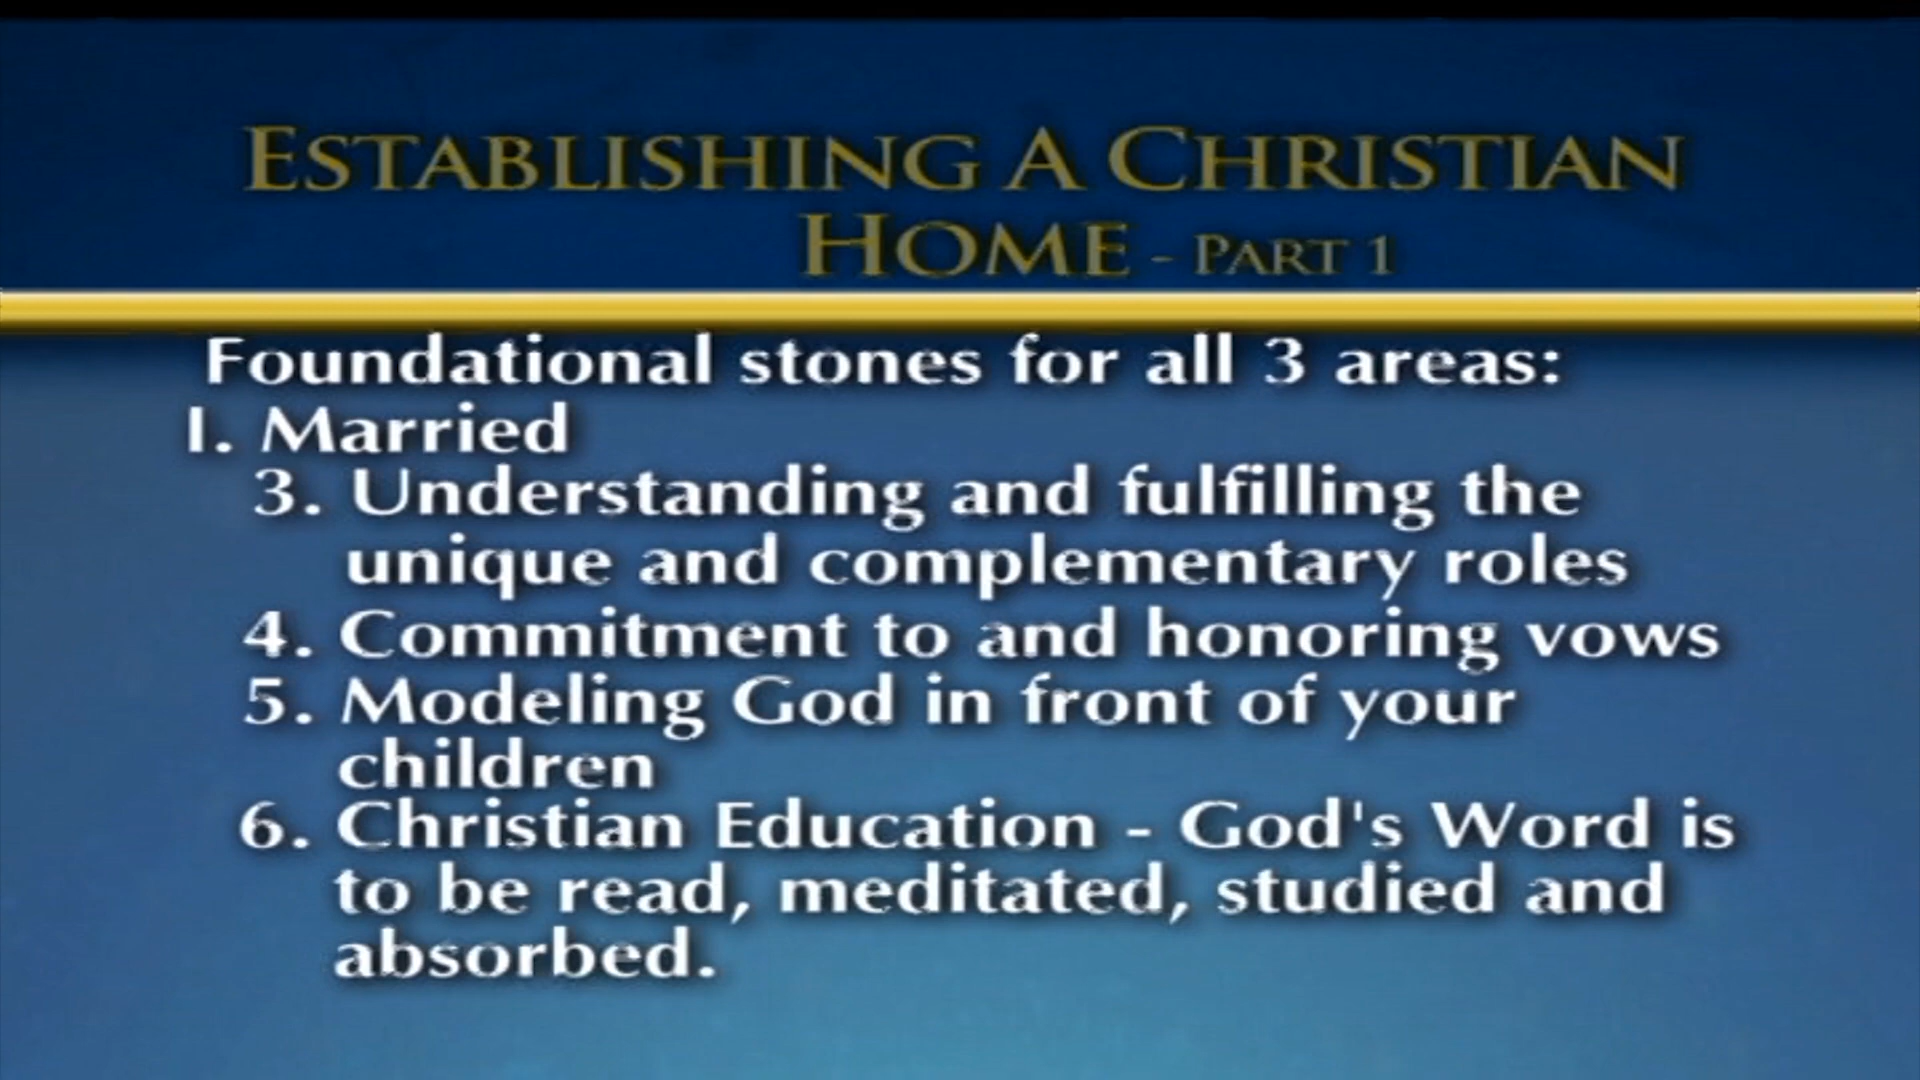 ESTABLISHING A CHRISTIAN
HOME - PART 1
Foundational stones for all 3 areas:
I. Married
3. Understanding and fulfilling the
unique and complementary roles
4. Commitment to and honoring vows
5. Modeling God in front of your
children
6. Christian Education - God's Word is
to be read, meditated, studied and
absorbed.